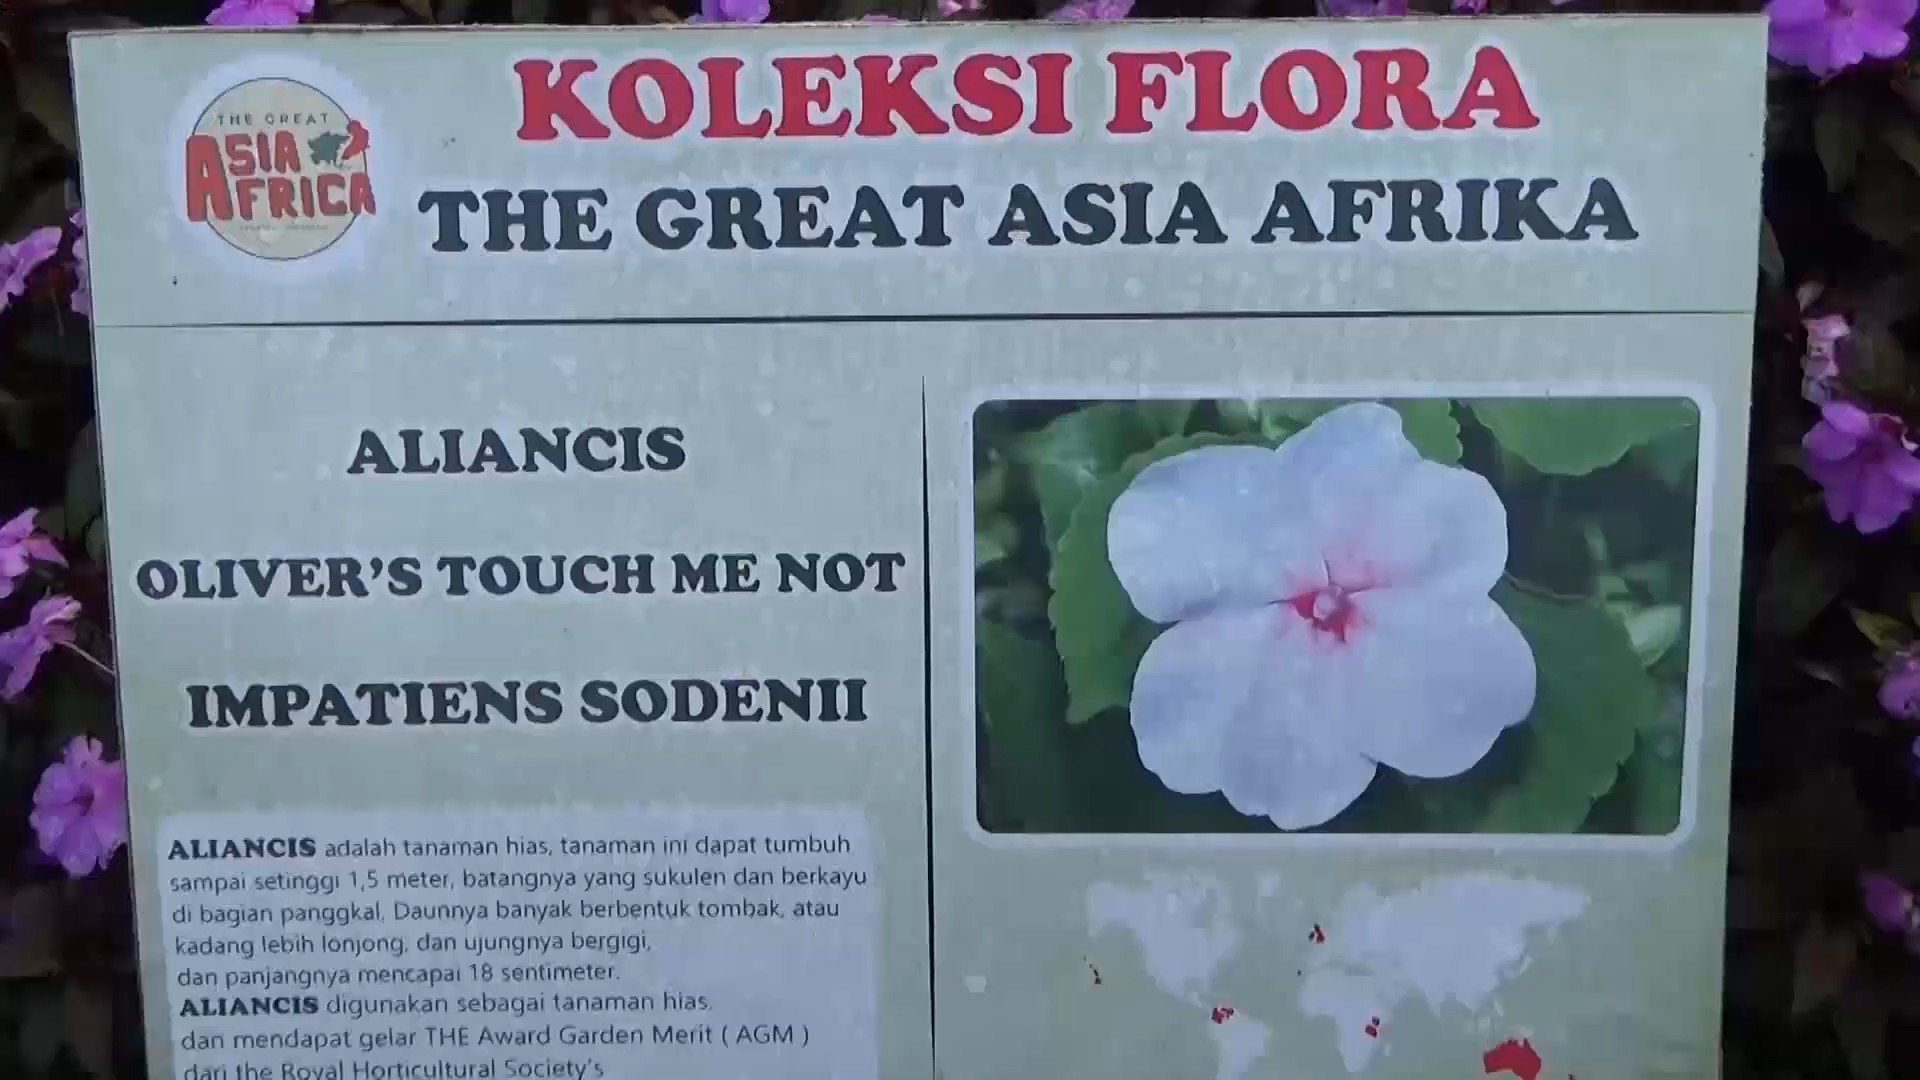 THE GREAT
ASIA
AFRICA
KOLEKSI FLORA
THE GREAT ASIA AFRIKA
ALIANCIS
OLIVER'S TOUCH ME NOT
IMPATIENS SODENII
ALIANCIS adalah tanaman hias, tanaman ini dapat tumbuh
sampai setinggi 1,5 meter, batangnya yang sukulen dan berkayu
di bagian panggkal, Daunnya banyak berbentuk tombak, atau
kadang lebih lonjong, dan ujungnya bergigi,
dan panjangnya mencapai 18 sentimeter.
ALIANCIS digunakan sebagai tanaman hias,
dan mendapat gelar THE Award Garden Merit ( AGM )
dari the Royal Horticultural Society's